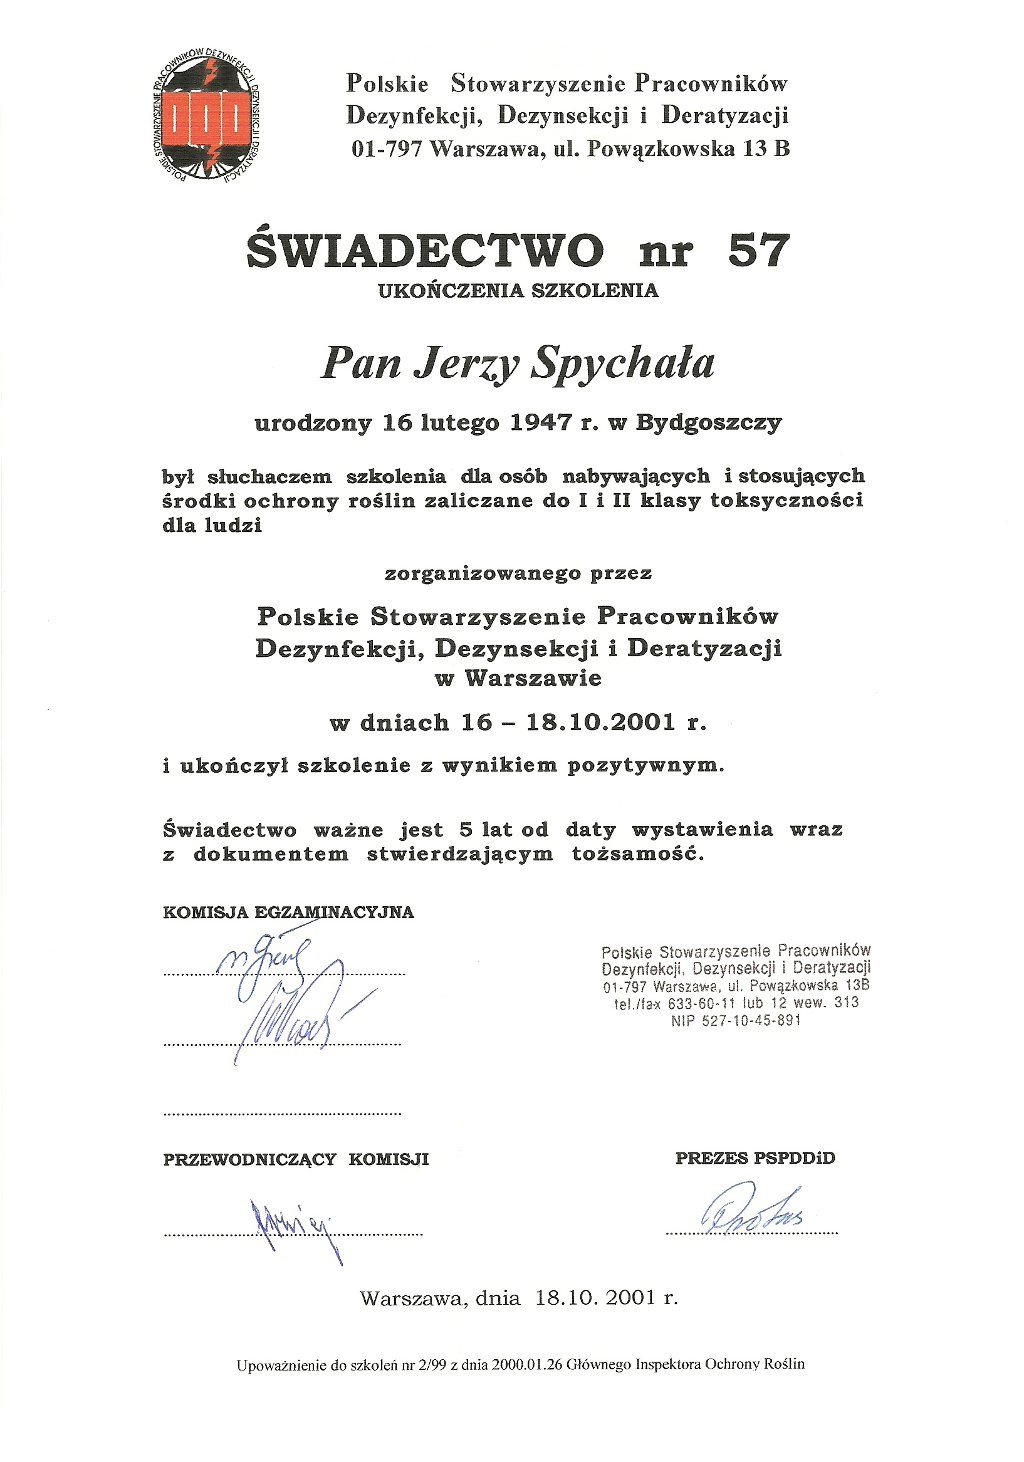 POLSKIE STOWARZYSZENIE PRACOWNIKÓW DEZYNFEKCJI DEZYNSEKCJI I DERATYZACJI
Polskie Stowarzyszenie Pracowników
Dezynfekcji, Dezynsekcji i Deratyzacji
01-797 Warszawa, ul. Powązkowska 13 B
ŚWIADECTWO nr 57
UKOŃCZENIA SZKOLENIA
Pan Jerzy Spychała
urodzony 16 lutego 1947 r. w Bydgoszczy
był słuchaczem szkolenia dla osób nabywających i stosujących
środki ochrony roślin zaliczane do I i II klasy toksyczności
dla ludzi
zorganizowanego przez
Polskie Stowarzyszenie Pracowników
Dezynfekcji, Dezynsekcji i Deratyzacji
w Warszawie
w dniach 16 – 18.10.2001 r.
i ukończył szkolenie z wynikiem pozytywnym.
Świadectwo ważne jest 5 lat od daty wystawienia wraz
z dokumentem stwierdzającym tożsamość.
KOMISJA EGZAMINACYJNA
Polskie Stowarzyszenie Pracowników
Dezynfekcji, Dezynsekcji i Deratyzacji
01-797 Warszawa, ul. Powązkowska 13B
tel./fax 633-60-11 lub 12 wew. 313
NIP 527-10-45-891
PRZEWODNICZĄCY KOMISJI
PREZES PSPDDiD
Warszawa, dnia 18.10. 2001 r.
Upoważnienie do szkoleń nr 2/99 z dnia 2000.01.26 Głównego Inspektora Ochrony Roślin